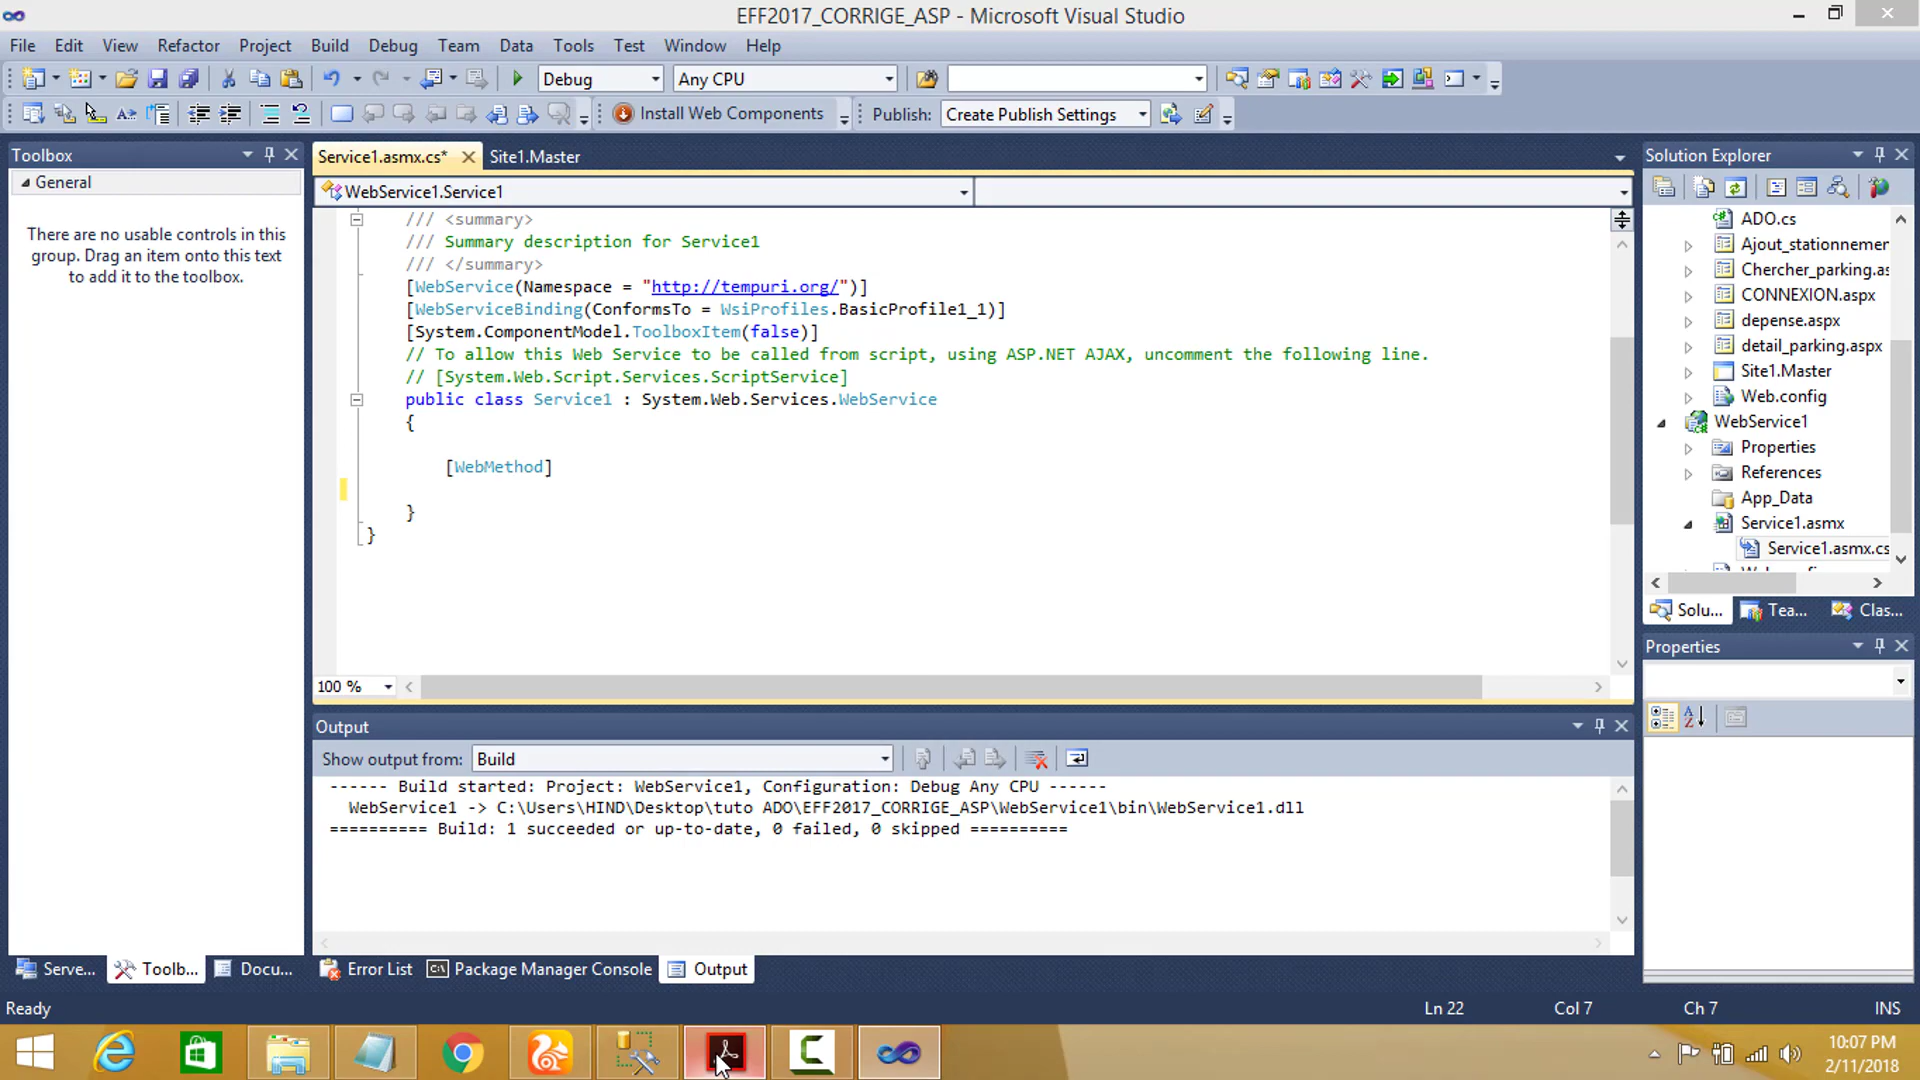 EFF2017_CORRIGE_ASP - Microsoft Visual Studio
File Edit View Refactor Project Build Debug Team Data Tools Test Window Help
Debug Any CPU
Install Web Components Publish: Create Publish Settings
Toolbox
General
There are no usable controls in this
group. Drag an item onto this text
to add it to the toolbox.
Service1.asmx.cs* Site1.Master
WebService1.Service1
/// <summary>
/// Summary description for Service1
/// </summary>
[WebService(Namespace = "http://tempuri.org/")]
[WebServiceBinding(ConformsTo = WsiProfiles.BasicProfile1_1)]
[System.ComponentModel.ToolboxItem(false)]
// To allow this Web Service to be called from script, using ASP.NET AJAX, uncomment the following line.
// [System.Web.Script.Services.ScriptService]
public class Service1 : System.Web.Services.WebService
{
[WebMethod]
}
}
100 %
Output
Show output from: Build
------ Build started: Project: WebService1, Configuration: Debug Any CPU ------
WebService1 -> C:\Users\HIND\Desktop\tuto ADO\EFF2017_CORRIGE_ASP\WebService1\bin\WebService1.dll
========== Build: 1 succeeded or up-to-date, 0 failed, 0 skipped ==========
Solution Explorer
ADO.cs
Ajout_stationnemer
Chercher_parking.as
CONNEXION.aspx
depense.aspx
detail_parking.aspx
Site1.Master
Web.config
WebService1
Properties
References
App_Data
Service1.asmx
Service1.asmx.cs
Solu... Tea... Clas...
Properties
Serve... Toolb... Docu... Error List Package Manager Console Output
Ready Ln 22 Col 7 Ch 7 INS
10:07 PM
2/11/2018